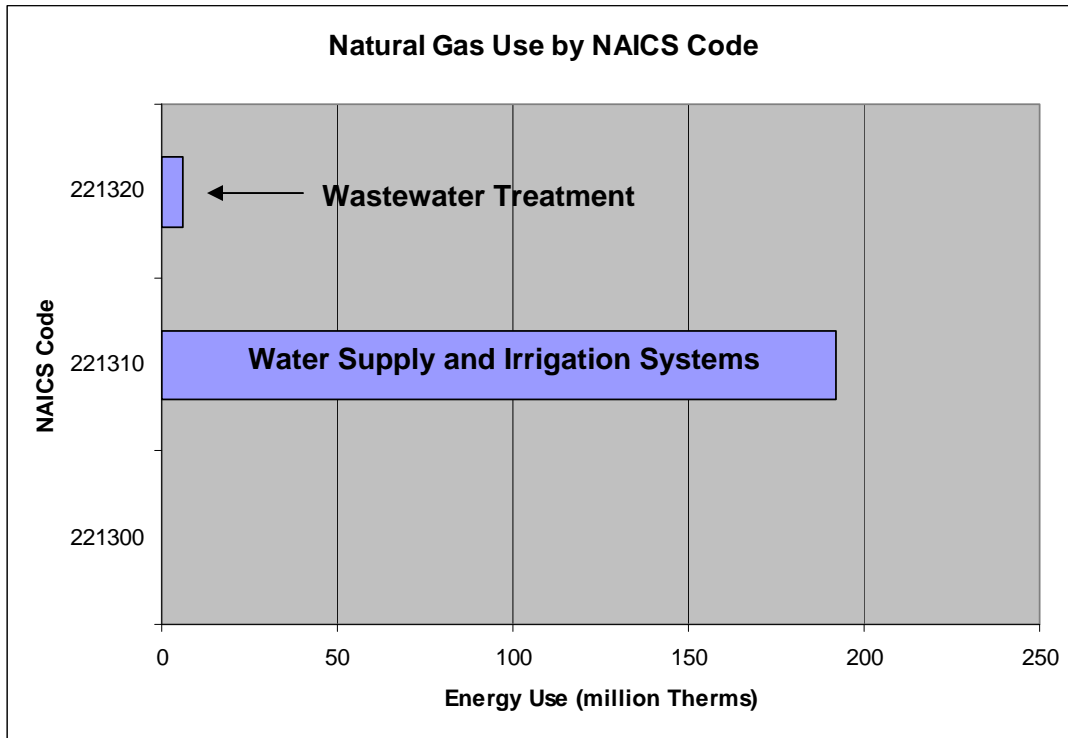 Natural Gas Use by NAICS Code
221320
Wastewater Treatment
221310
Water Supply and Irrigation Systems
221300
NAICS Code
0 50 100 150 200 250
Energy Use (million Therms)